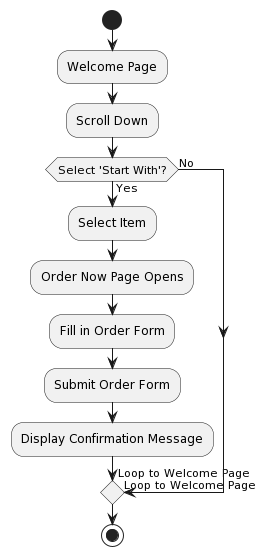 Welcome Page
Scroll Down
Select 'Start With'?
No
Yes
Select Item
Order Now Page Opens
Fill in Order Form
Submit Order Form
Display Confirmation Message
Loop to Welcome Page
Loop to Welcome Page